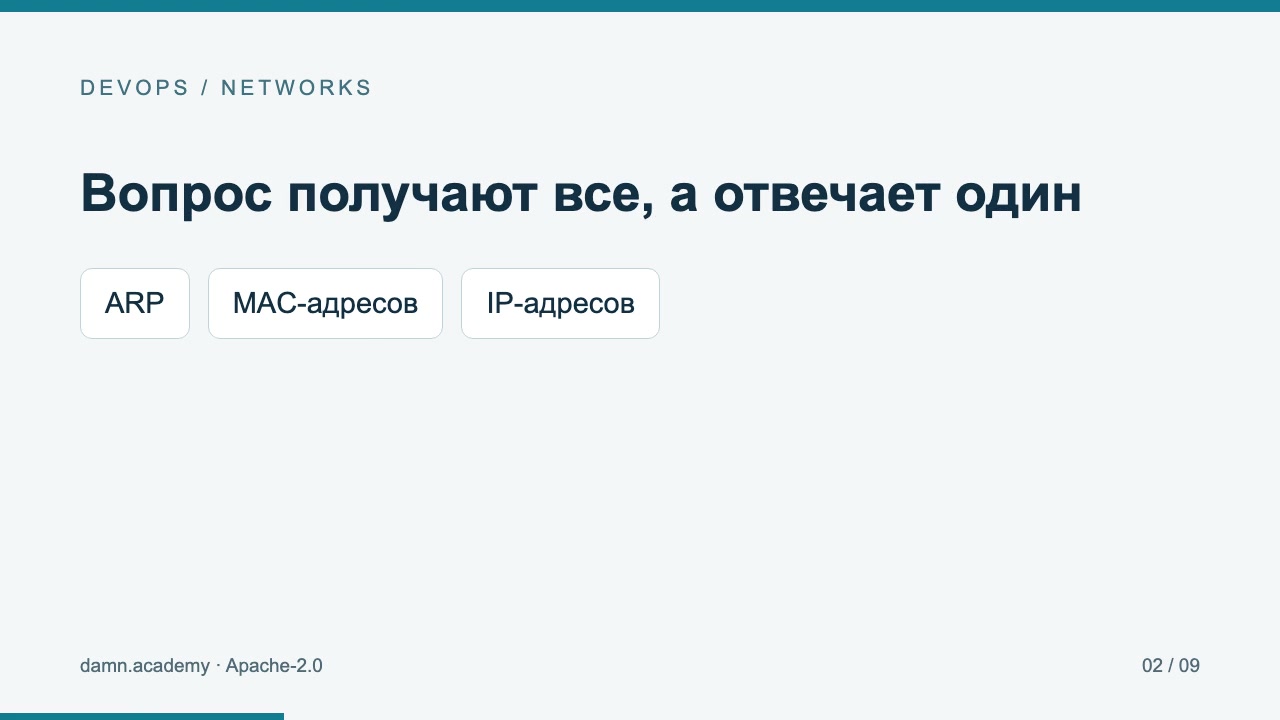 DEVOPS / NETWORKS
Вопрос получают все, а отвечает один
ARP MAC-адресов IP-адресов
damn.academy · Apache-2.0 02 / 09